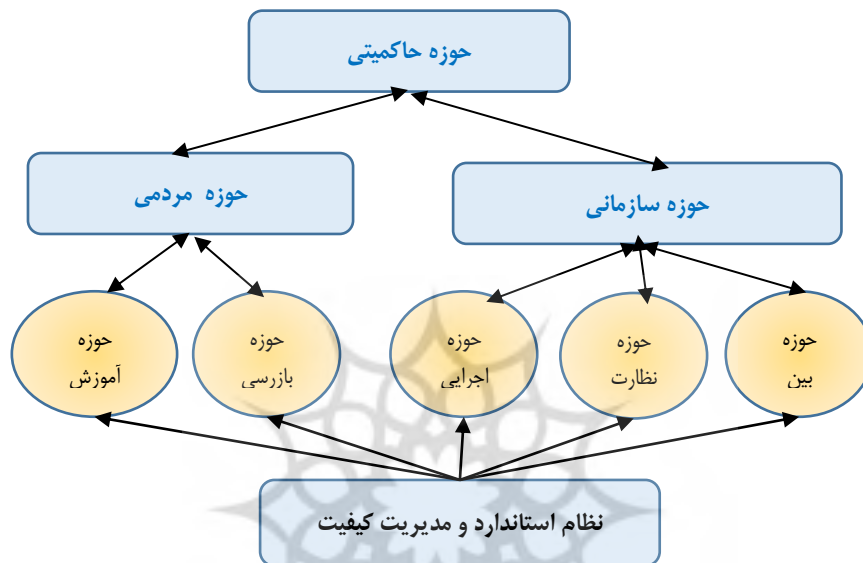 حوزه حاکمیتی
حوزه سازمانی
حوزه مردمی
حوزه
بین
حوزه
نظارت
حوزه
اجرایی
حوزه
بازرسی
حوزه
آموزش
نظام استاندارد و مدیریت کیفیت